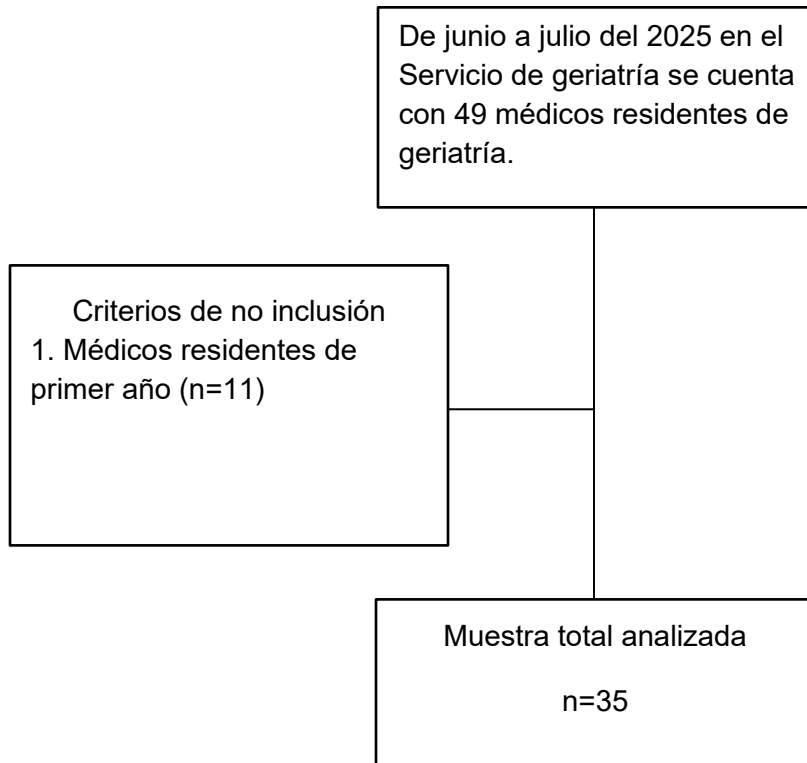 De junio a julio del 2025 en el
Servicio de geriatría se cuenta
con 49 médicos residentes de
geriatría.
Criterios de no inclusión
1. Médicos residentes de
primer año (n=11)
Muestra total analizada
n=35